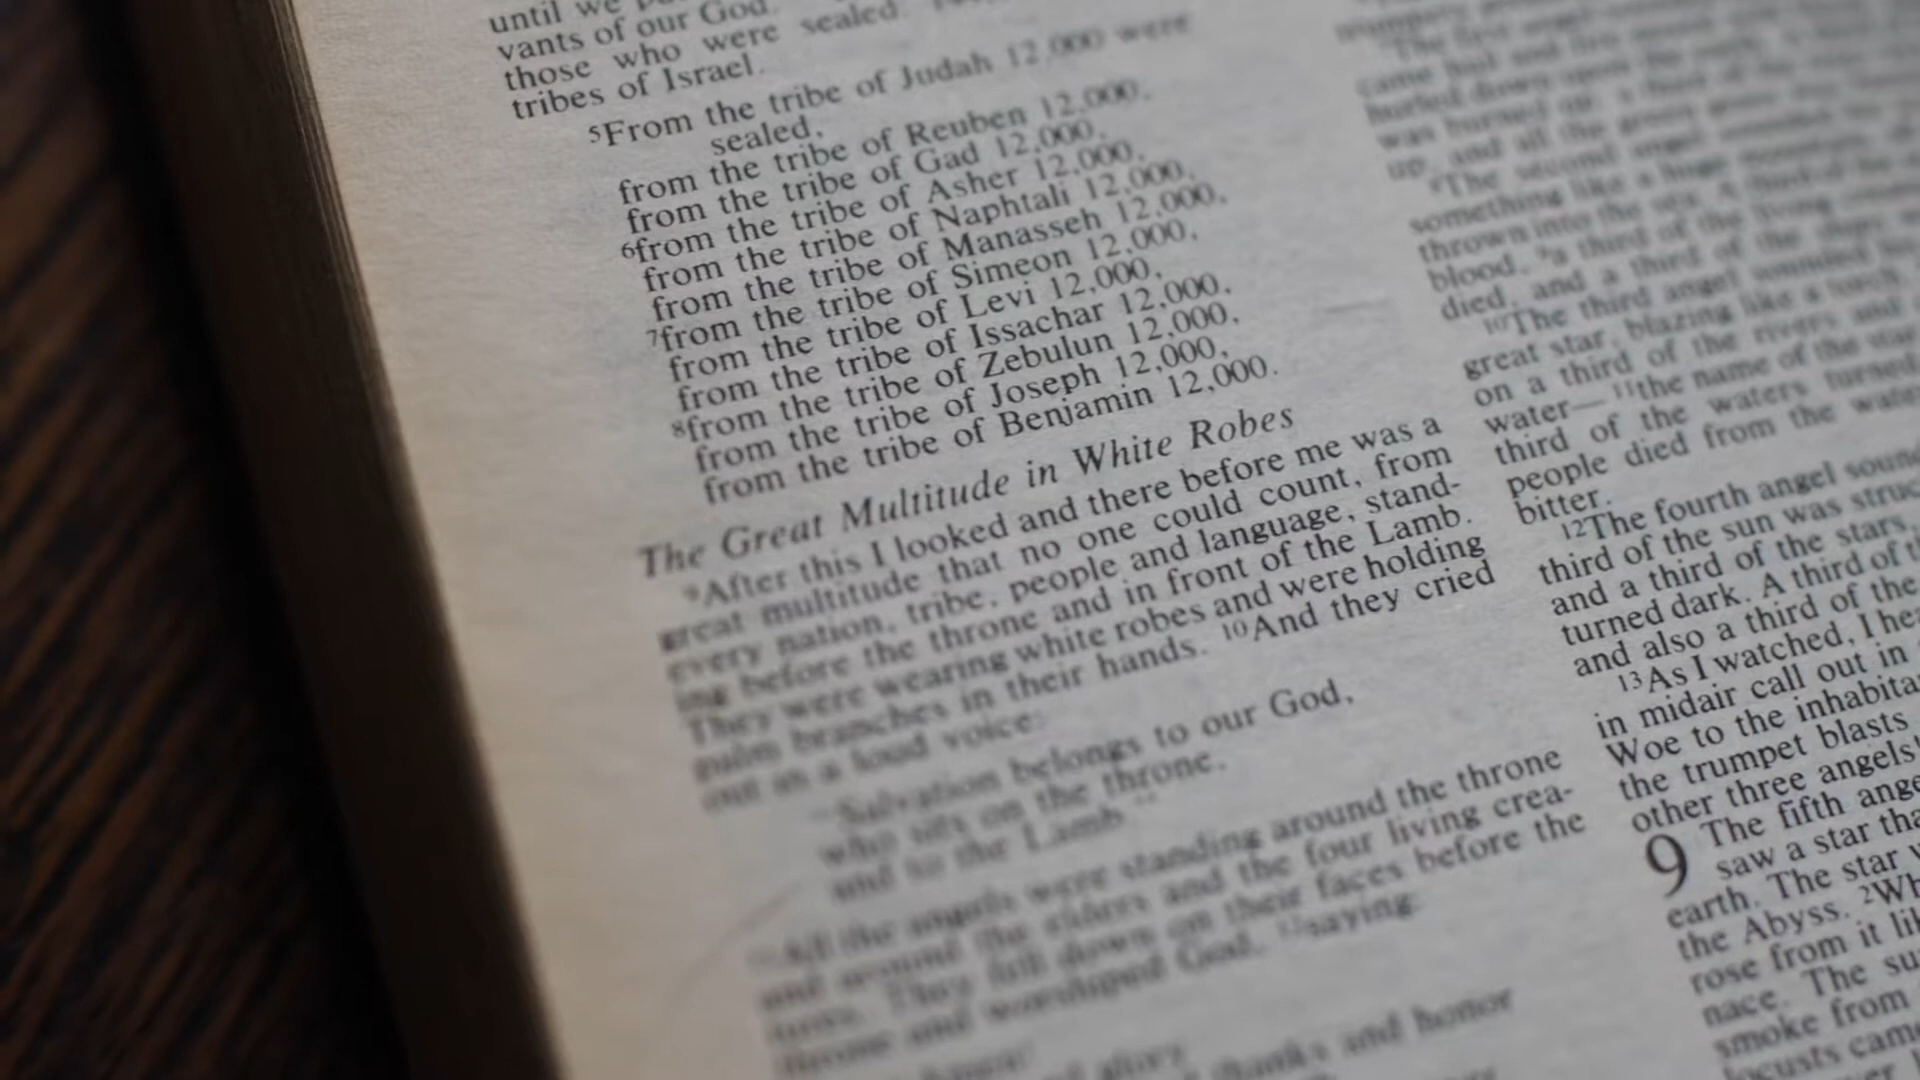 until we
vants of our God.
those who were sealed:
tribes of Israel.
⁵From the tribe of Judah 12,000 were
sealed,
from the tribe of Reuben 12,000,
from the tribe of Gad 12,000,
⁶from the tribe of Asher 12,000,
from the tribe of Naphtali 12,000,
from the tribe of Manasseh 12,000,
⁷from the tribe of Simeon 12,000,
from the tribe of Levi 12,000,
from the tribe of Issachar 12,000,
⁸from the tribe of Zebulun 12,000,
from the tribe of Joseph 12,000,
from the tribe of Benjamin 12,000.
The Great Multitude in White Robes
⁹After this I looked and there before me was a
great multitude that no one could count, from
every nation, tribe, people and language, stand-
ing before the throne and in front of the Lamb.
They were wearing white robes and were holding
palm branches in their hands. ¹⁰And they cried
out in a loud voice:
"Salvation belongs to our God,
who sits on the throne,
and to the Lamb."
All the angels were standing around the throne
and around the elders and the four living crea-
tures. They fell down on their faces before the
throne and worshiped God, ¹²saying:
thanks and honor
The first angel
came hail and fire
hurled down upon the
was burned up, a third of the
up, and all the green grass
The second angel sounded
something like a huge mountain,
thrown into the sea. A third of the
blood, ⁹a third of the living
died, and a third of the ships
¹⁰The third angel sounded
great star, blazing like a torch,
on a third of the rivers and
water— ¹¹the name of the star
third of the waters turned
people died from the water
bitter.
¹²The fourth angel sound
third of the sun was struc
and a third of the stars,
turned dark. A third of th
and also a third of the
¹³As I watched, I hea
in midair call out in
Woe to the inhabita
the trumpet blasts
other three angels!
9 The fifth ange
saw a star tha
earth. The star
the Abyss. ²Wh
rose from it lik
nace. The su
smoke from
locusts came